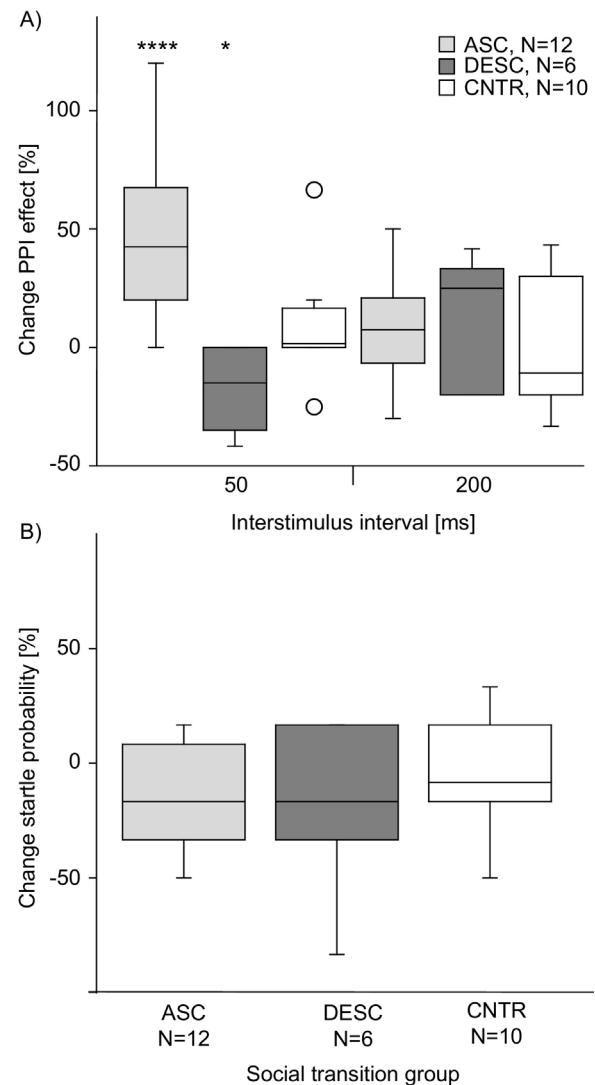 A)
**** *
ASC, N=12
DESC, N=6
CNTR, N=10
Change PPI effect [%]
100
50
0
-50
50 200
Interstimulus interval [ms]
B)
Change startle probability [%]
50
0
-50
ASC DESC CNTR
N=12 N=6 N=10
Social transition group